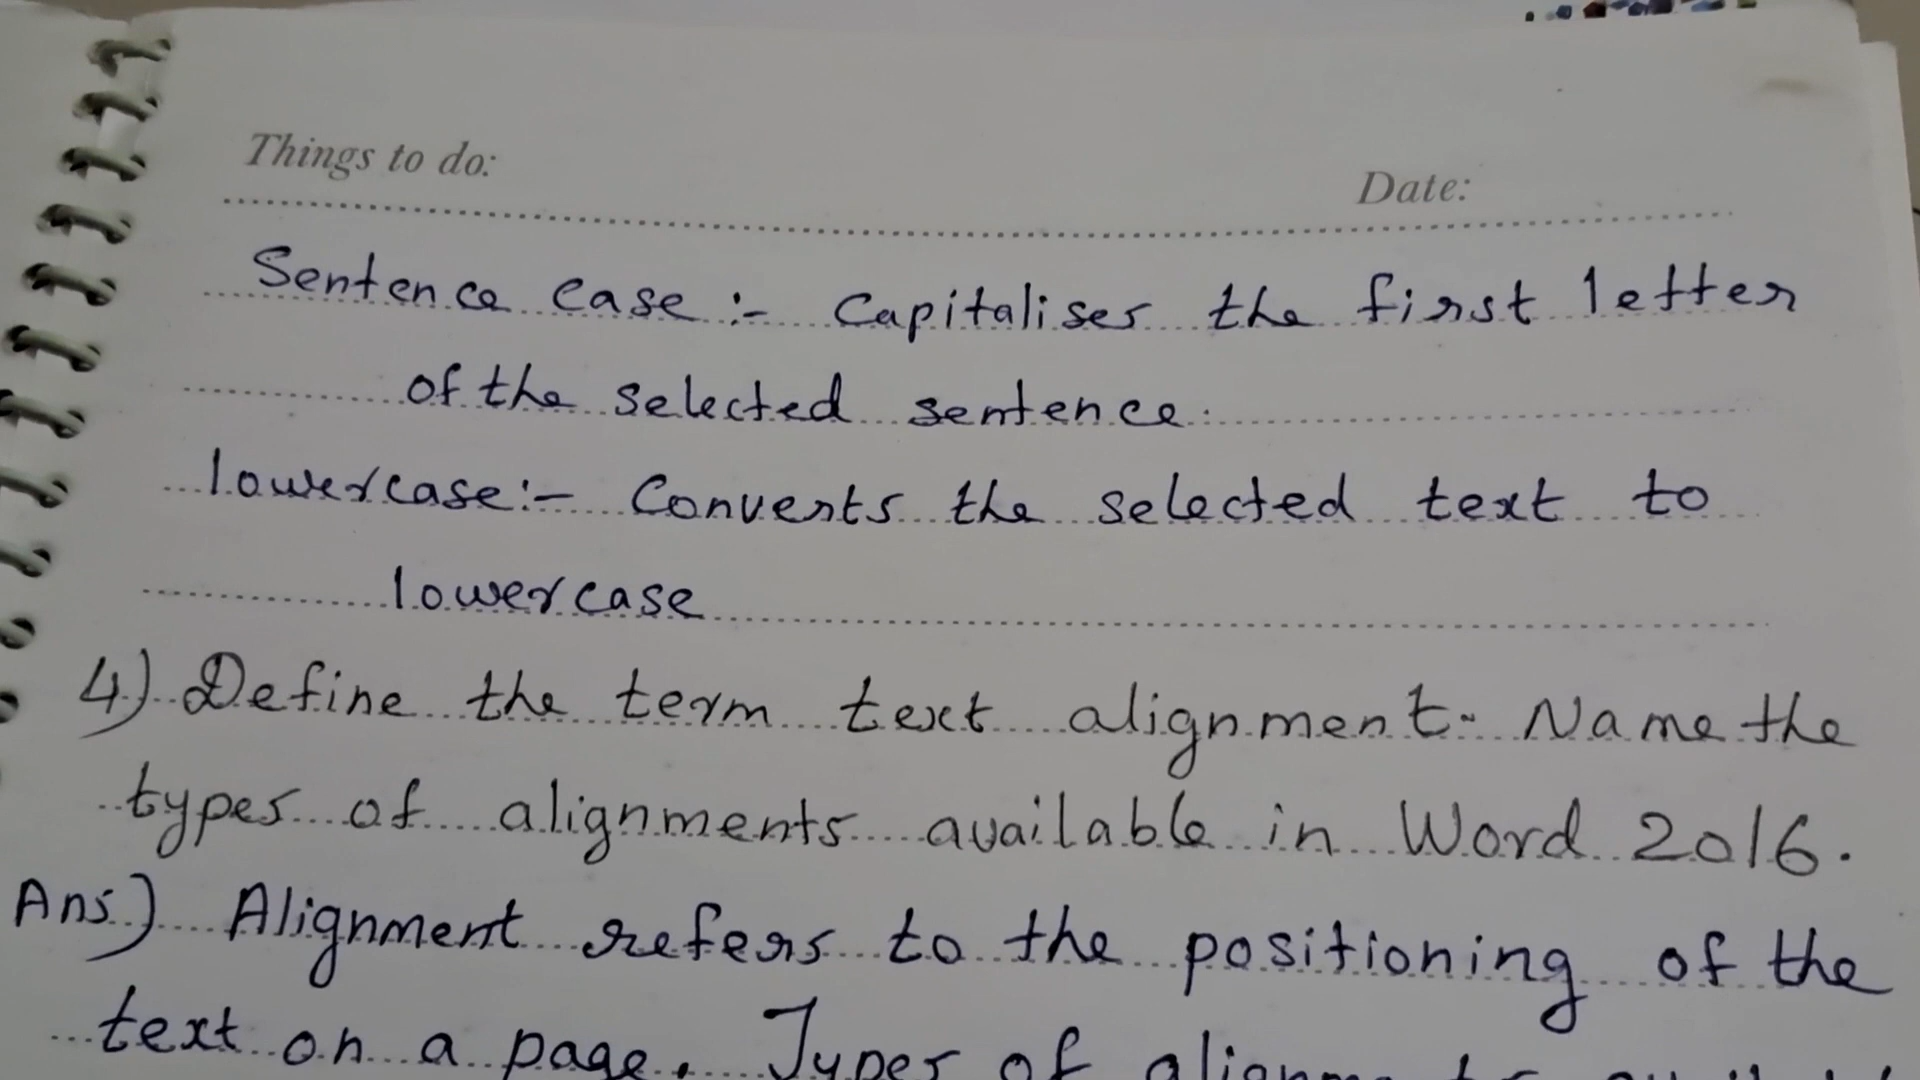 Things to do:
Date:
Sentence case :- Capitalises the first letter
of the selected sentence.
lowercase:- Converts the selected text to
lowercase
4) Define the term text alignment. Name the
types of alignments available in Word 2016.
Ans) Alignment refers to the positioning of the
text on a page. Types of